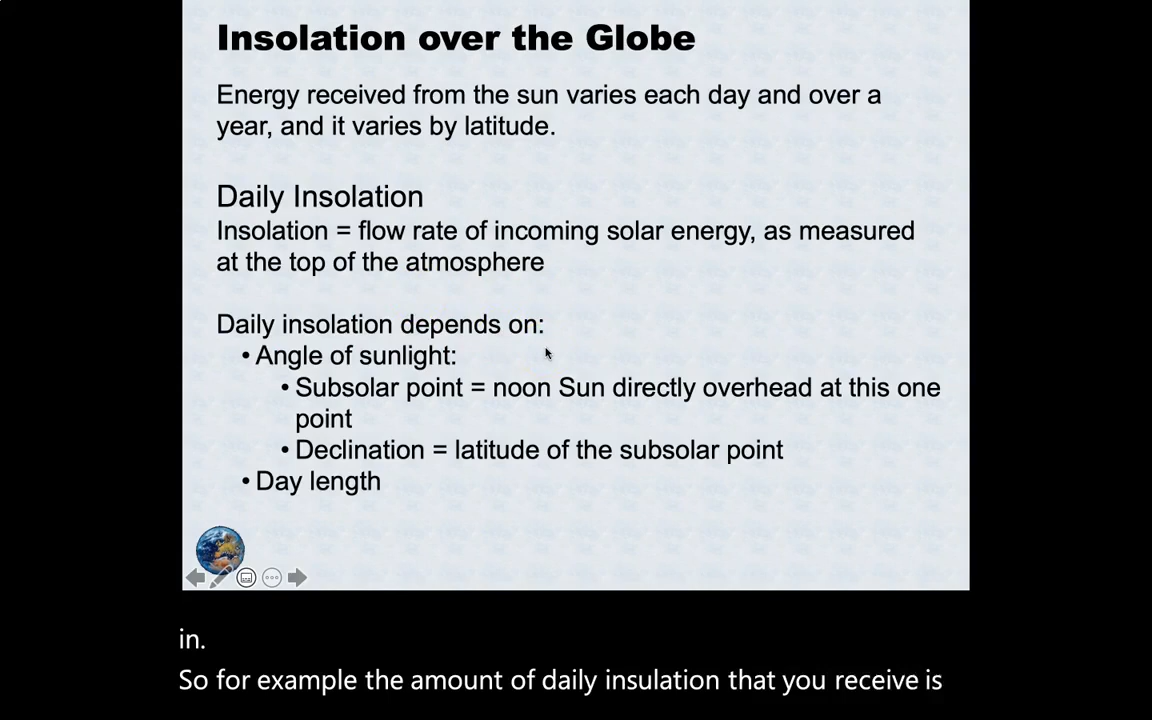 Insolation over the Globe
Energy received from the sun varies each day and over a
year, and it varies by latitude.
Daily Insolation
Insolation = flow rate of incoming solar energy, as measured
at the top of the atmosphere
Daily insolation depends on:
• Angle of sunlight:
• Subsolar point = noon Sun directly overhead at this one
point
• Declination = latitude of the subsolar point
• Day length
in.
So for example the amount of daily insulation that you receive is